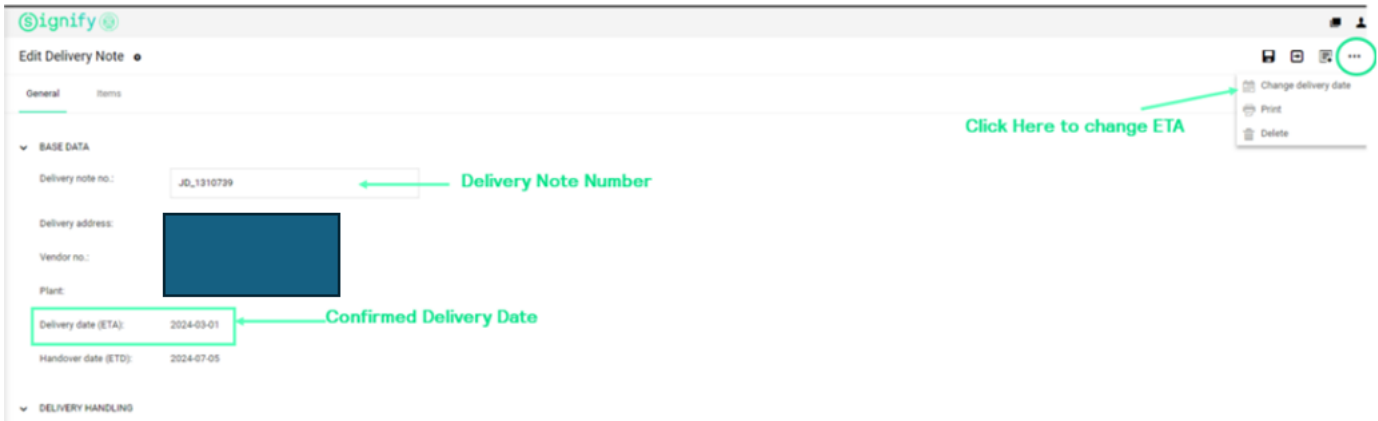 Signify
Edit Delivery Note
General Items
Change delivery date
Print
Delete
Click Here to change ETA
BASE DATA
Delivery note no.: JD_1310739
Delivery Note Number
Delivery address:
Vendor no.:
Plant:
Delivery date (ETA): 2024-03-01
Confirmed Delivery Date
Handover date (ETD): 2024-07-05
DELIVERY HANDLING